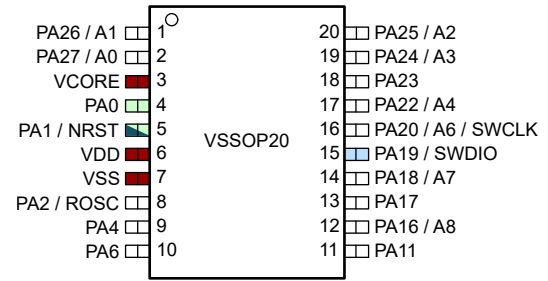 PA26 / A1 1 20 PA25 / A2
PA27 / A0 2 19 PA24 / A3
VCORE 3 18 PA23
PA0 4 17 PA22 / A4
PA1 / NRST 5 16 PA20 / A6 / SWCLK
VSSOP20
VDD 6 15 PA19 / SWDIO
VSS 7 14 PA18 / A7
PA2 / ROSC 8 13 PA17
PA4 9 12 PA16 / A8
PA6 10 11 PA11